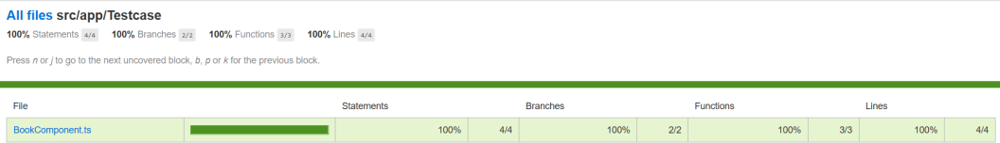 All files src/app/Testcase
100% Statements 4/4 100% Branches 2/2 100% Functions 3/3 100% Lines 4/4
Press n or j to go to the next uncovered block, b, p or k for the previous block.
File Statements Branches Functions Lines
BookComponent.ts 100% 4/4 100% 2/2 100% 3/3 100% 4/4